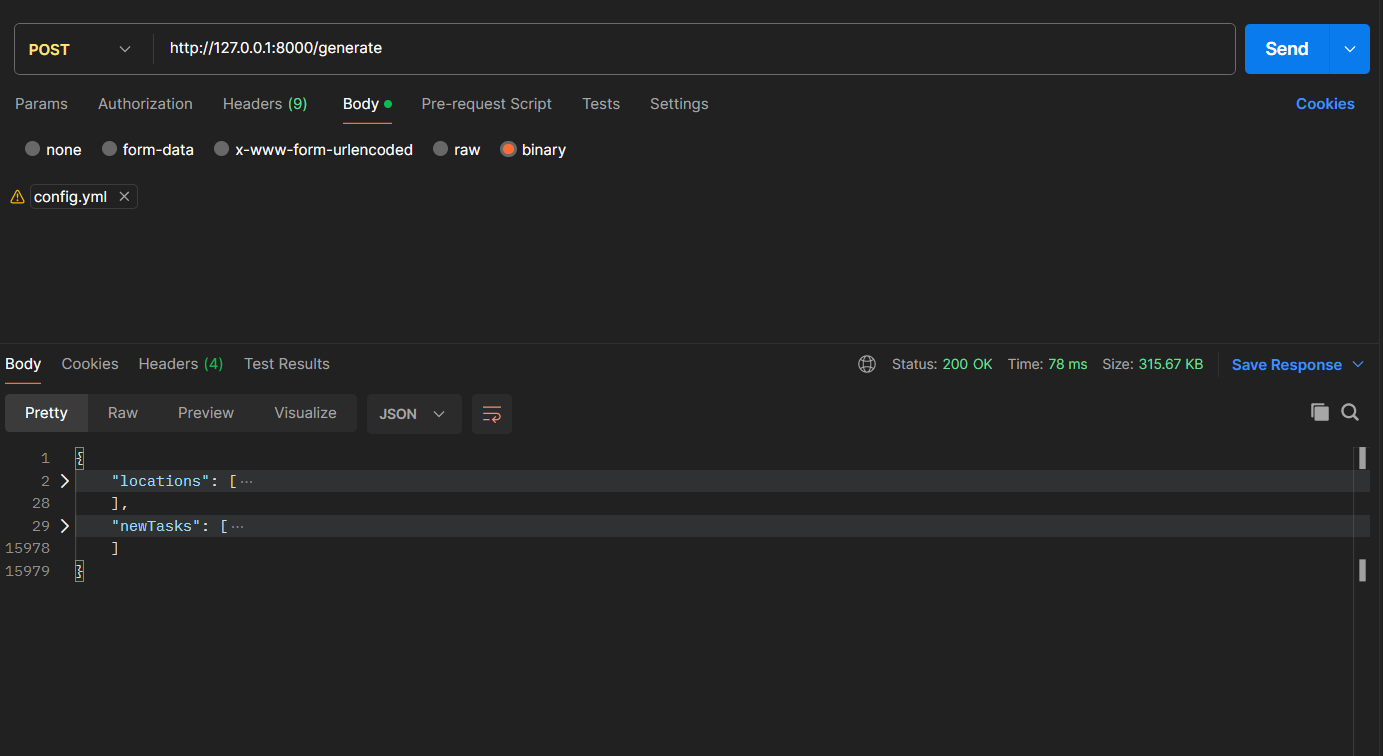 POST http://127.0.0.1:8000/generate Send
Params Authorization Headers (9) Body Pre-request Script Tests Settings Cookies
none form-data x-www-form-urlencoded raw binary
config.yml
Body Cookies Headers (4) Test Results Status: 200 OK Time: 78 ms Size: 315.67 KB Save Response
Pretty Raw Preview Visualize JSON
1 {
2 "locations": [ ...
28 ],
29 "newTasks": [ ...
15978 ]
15979 }